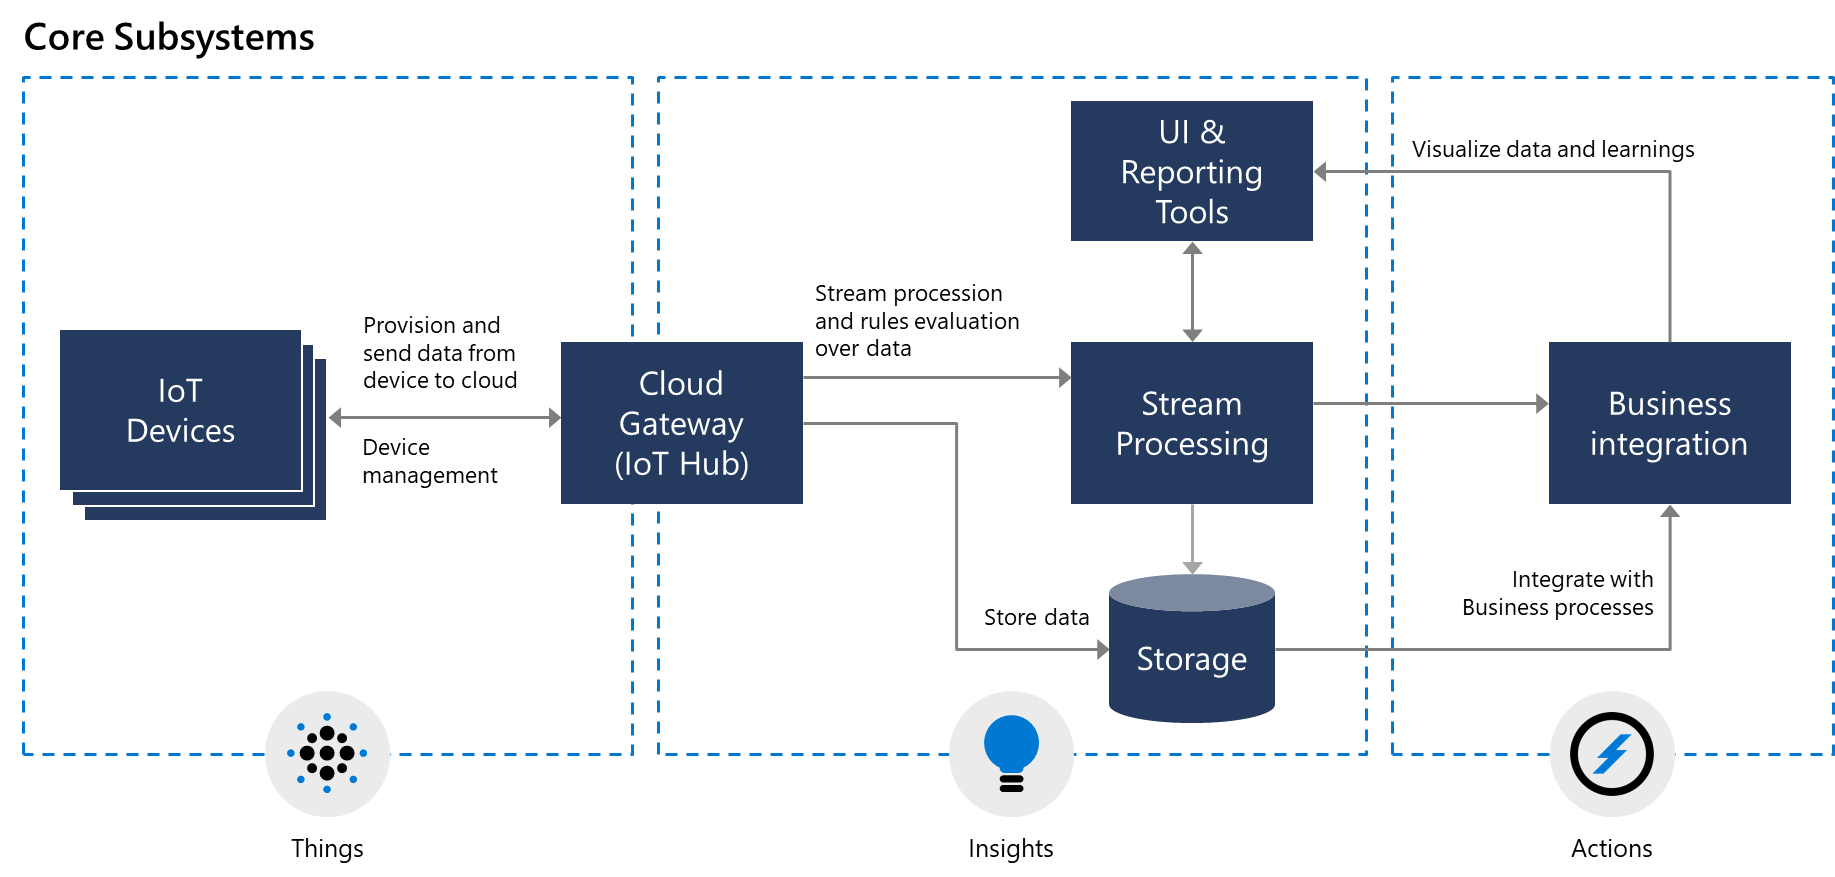 Core Subsystems
IoT
Devices
Provision and
send data from
device to cloud
Device
management
Cloud
Gateway
(IoT Hub)
Stream procession
and rules evaluation
over data
Store data
UI &
Reporting
Tools
Stream
Processing
Storage
Visualize data and learnings
Business
integration
Integrate with
Business processes
Things
Insights
Actions